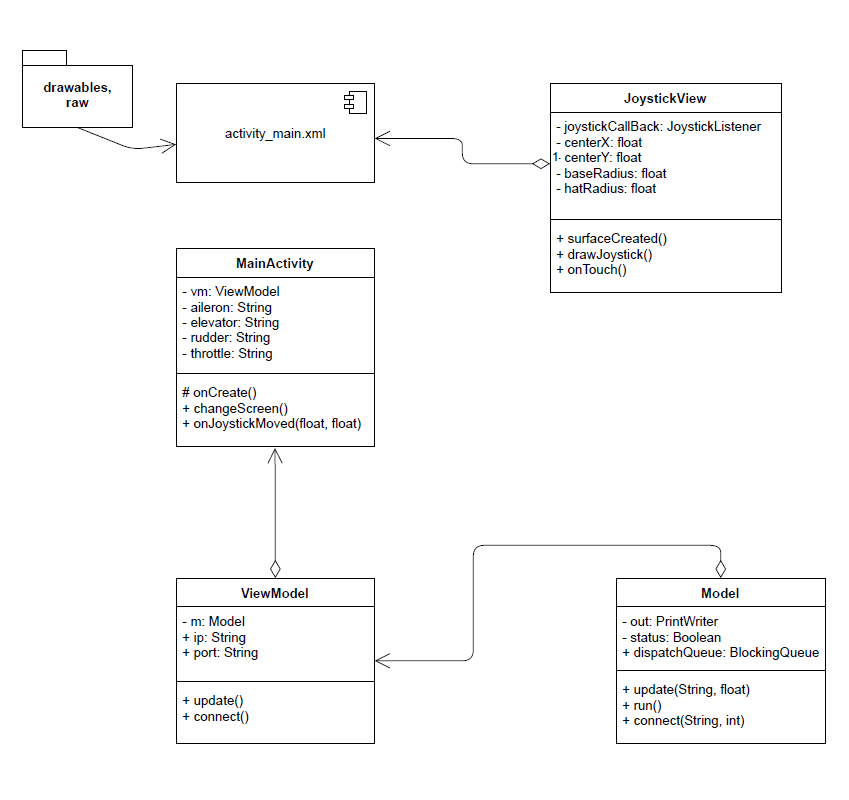 drawables,
raw
activity_main.xml
JoystickView
- joystickCallBack: JoystickListener
- centerX: float
1
- centerY: float
- baseRadius: float
- hatRadius: float
+ surfaceCreated()
+ drawJoystick()
+ onTouch()
MainActivity
- vm: ViewModel
- aileron: String
- elevator: String
- rudder: String
- throttle: String
# onCreate()
+ changeScreen()
+ onJoystickMoved(float, float)
ViewModel
- m: Model
+ ip: String
+ port: String
+ update()
+ connect()
Model
- out: PrintWriter
- status: Boolean
+ dispatchQueue: BlockingQueue
+ update(String, float)
+ run()
+ connect(String, int)